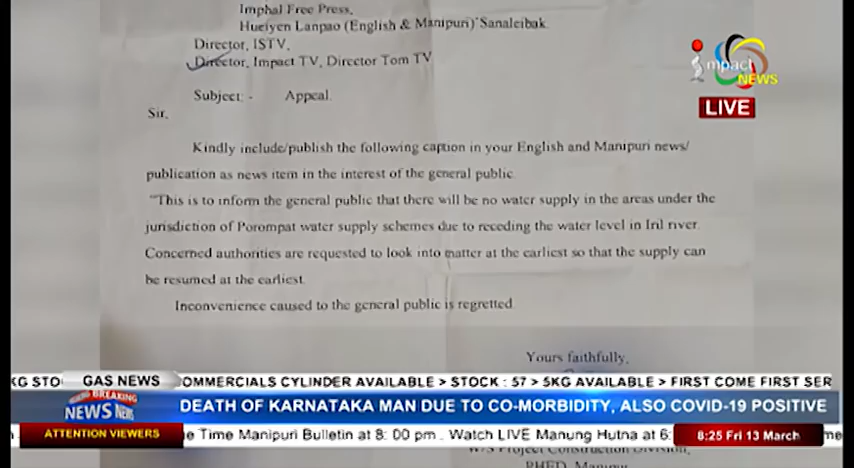 Imphal Free Press,
Hueiyen Lanpao (English & Manipuri) Sanaleibak.
Director, ISTV,
Director, Impact TV, Director Tom TV
Subject: - Appeal.
Sir,
Kindly include/publish the following caption in your English and Manipuri news/
publication as news item in the interest of the general public
"This is to inform the general public that there will be no water supply in the areas under the
jurisdiction of Porompat water supply schemes due to receding the water level in Iril river.
Concerned authorities are requested to look into matter at the earliest so that the supply can
be resumed at the earliest.
Inconvenience caused to the general public is regretted.
Yours faithfully,
impact
NEWS
LIVE
KG STO
GAS NEWS
COMMERCIALS CYLINDER AVAILABLE > STOCK : 57 > 5KG AVAILABLE > FIRST COME FIRST SER
BREAKING
NEWS NEWS
DEATH OF KARNATAKA MAN DUE TO CO-MORBIDITY, ALSO COVID-19 POSITIVE
ATTENTION VIEWERS
e Time Manipuri Bulletin at 8: 00 pm . Watch LIVE Manung Hutna at 6:
8:25 Fri 13 March
me
W/S Project Construction Division,
PHED, Manipur